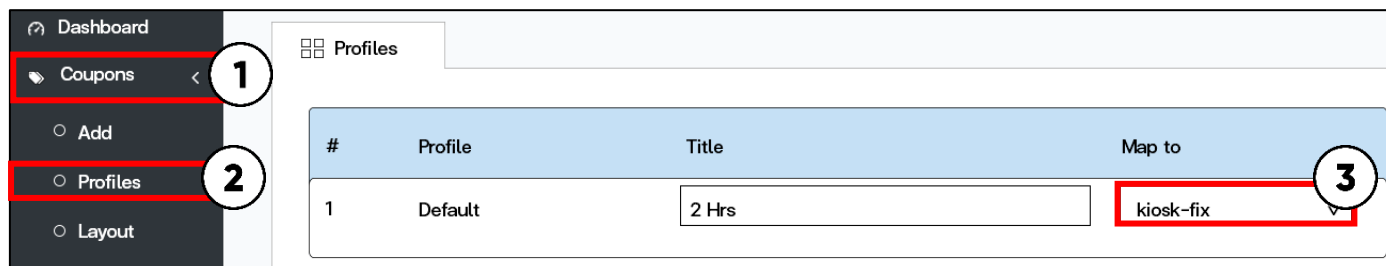 Dashboard
Coupons
1
Add
Profiles
2
Layout
Profiles
# Profile Title Map to
3
1 Default 2 Hrs kiosk-fix